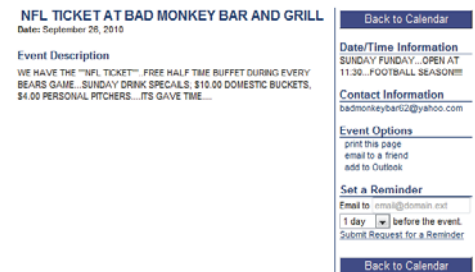 NFL TICKET AT BAD MONKEY BAR AND GRILL
Date: September 26, 2010
Event Description
WE HAVE THE ""NFL TICKET""..FREE HALF TIME BUFFET DURING EVERY
BEARS GAME...SUNDAY DRINK SPECAILS; $10.00 DOMESTIC BUCKETS,
$4.00 PERSONAL PITCHERS....ITS GAVE TIME....
Back to Calendar
Date/Time Information
SUNDAY FUNDAY...OPEN AT
11:30...FOOTBALL SEASON!!!!
Contact Information
badmonkeybar62@yahoo.com
Event Options
print this page
email to a friend
add to Outlook
Set a Reminder
Email to email@domain.ext
1 day before the event.
Submit Request for a Reminder
Back to Calendar